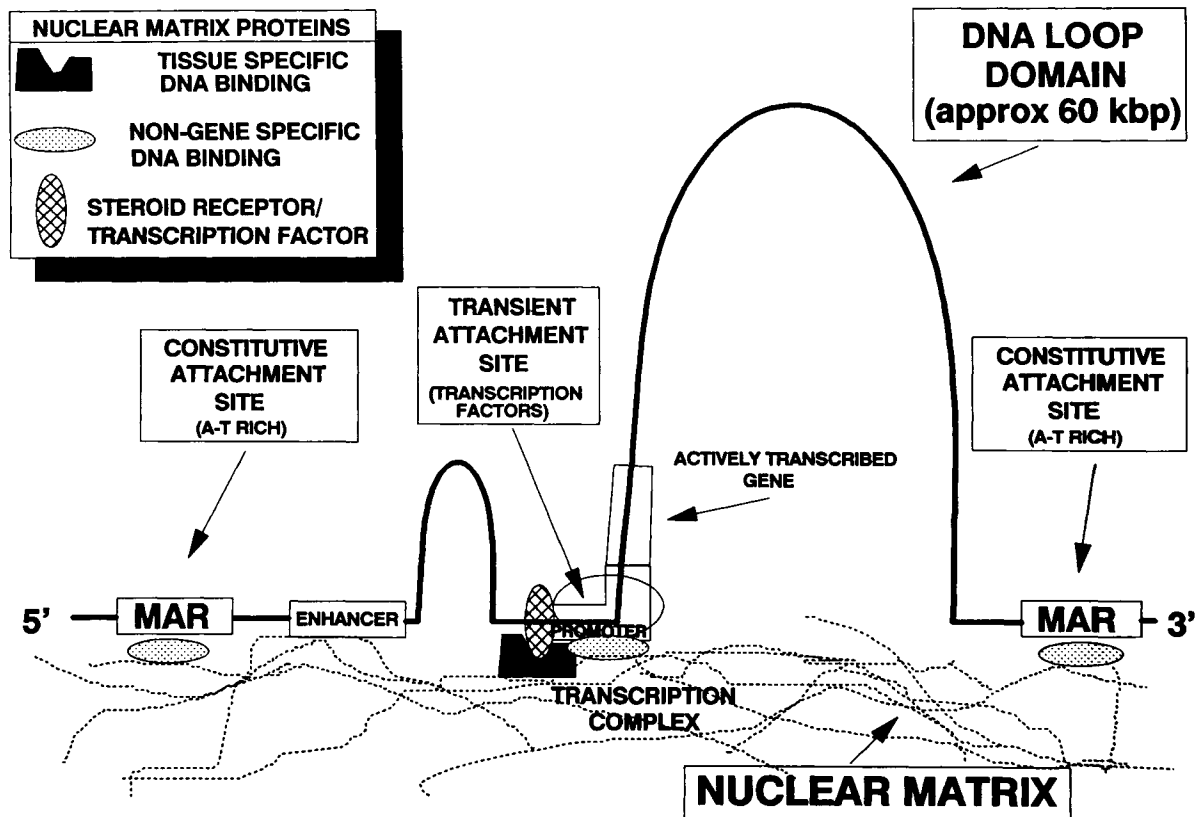 NUCLEAR MATRIX PROTEINS
TISSUE SPECIFIC
DNA BINDING
NON-GENE SPECIFIC
DNA BINDING
STEROID RECEPTOR/
TRANSCRIPTION FACTOR
DNA LOOP
DOMAIN
(approx 60 kbp)
TRANSIENT
ATTACHMENT
SITE
(TRANSCRIPTION
FACTORS)
CONSTITUTIVE
ATTACHMENT
SITE
(A-T RICH)
CONSTITUTIVE
ATTACHMENT
SITE
(A-T RICH)
ACTIVELY TRANSCRIBED
GENE
5'
MAR
ENHANCER
PROMOTER
MAR
3'
TRANSCRIPTION
COMPLEX
NUCLEAR MATRIX